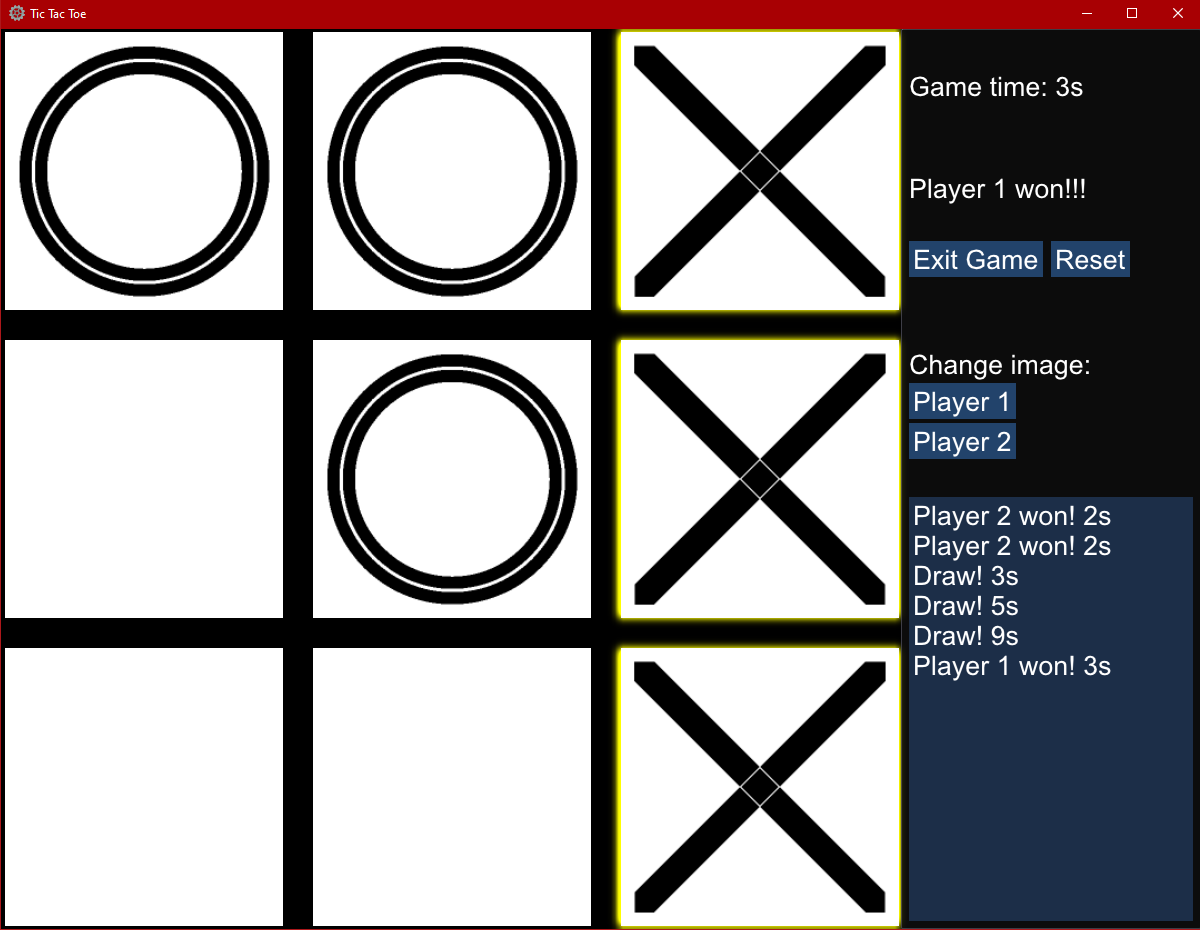 Tic Tac Toe
Game time: 3s
Player 1 won!!!
Exit Game Reset
Change image:
Player 1
Player 2
Player 2 won! 2s
Player 2 won! 2s
Draw! 3s
Draw! 5s
Draw! 9s
Player 1 won! 3s